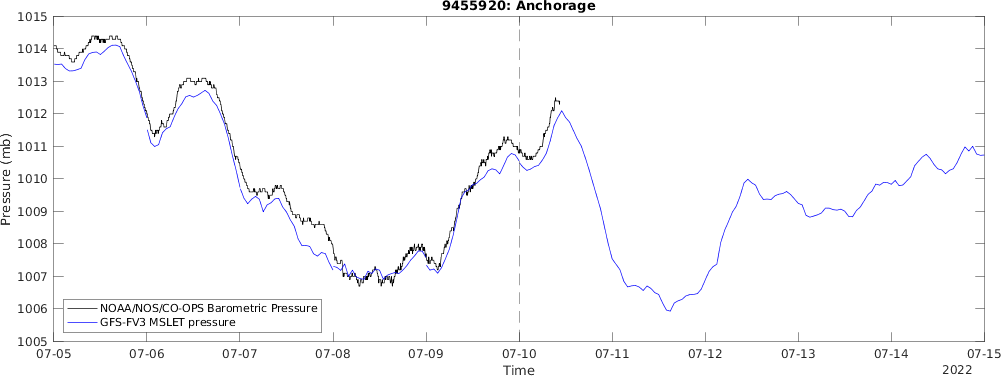 9455920: Anchorage
1015
1014
1013
1012
1011
1010
1009
1008
1007
1006
1005
Pressure (mb)
NOAA/NOS/CO-OPS Barometric Pressure
GFS-FV3 MSLET pressure
07-05 07-06 07-07 07-08 07-09 07-10 07-11 07-12 07-13 07-14 07-15
Time
2022